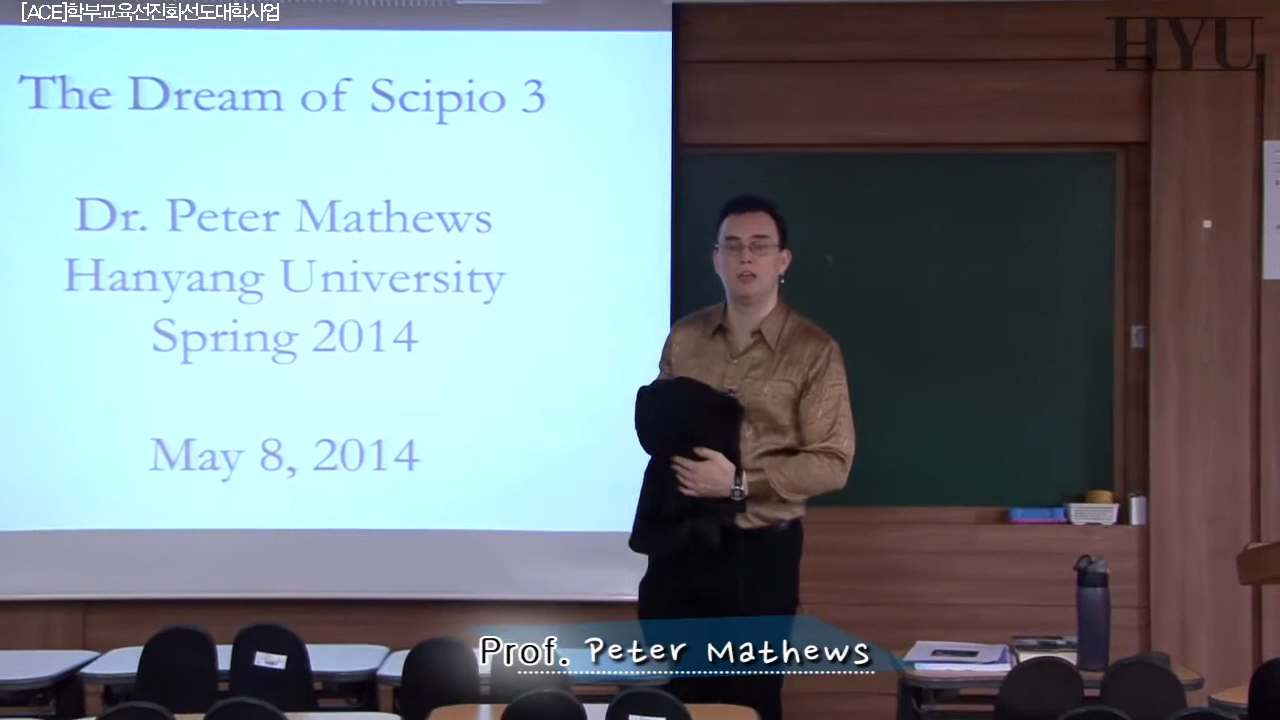 [ACE]학부교육선진화선도대학사업
HYU
The Dream of Scipio 3
Dr. Peter Mathews
Hanyang University
Spring 2014
May 8, 2014
Prof. Peter Mathews